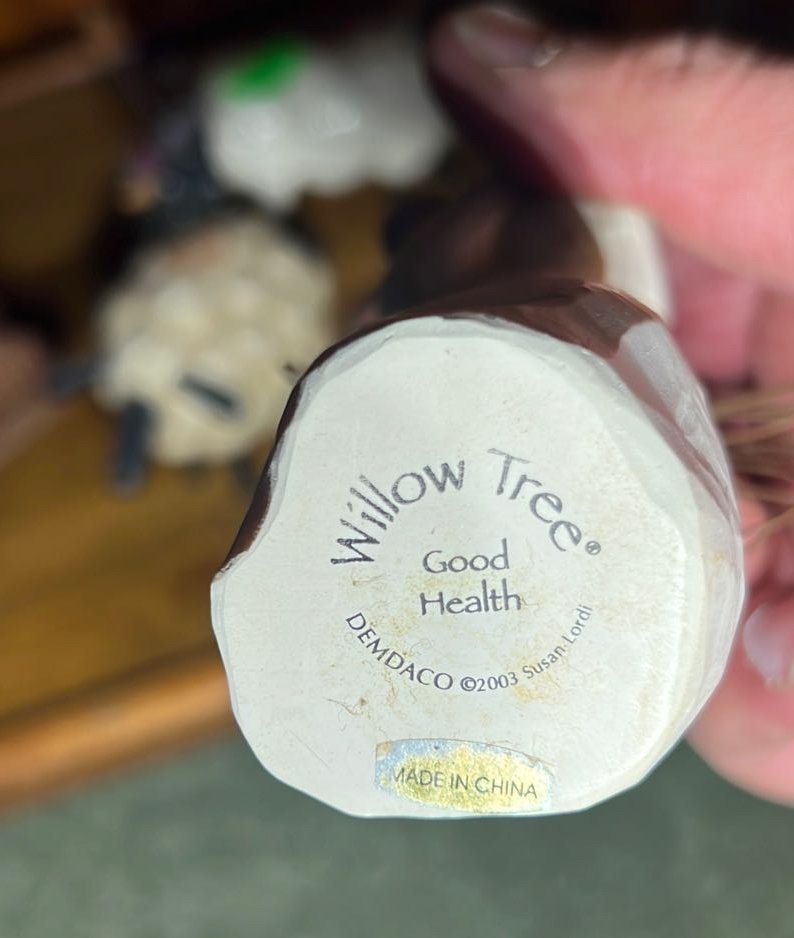 Willow Tree®
Good
Health
DEMDACO ©2003 Susan Lordi
MADE IN CHINA